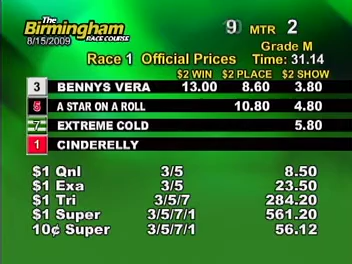 The
Birmingham
RACE COURSE
8/15/2009
9 MTR 2
Grade M
Race 1 Official Prices Time: 31.14
$2 WIN $2 PLACE $2 SHOW
3 BENNYS VERA 13.00 8.60 3.80
5 A STAR ON A ROLL 10.80 4.80
7 EXTREME COLD 5.80
1 CINDERELLY
$1 Qnl 3/5 8.50
$1 Exa 3/5 23.50
$1 Tri 3/5/7 284.20
$1 Super 3/5/7/1 561.20
10¢ Super 3/5/7/1 56.12